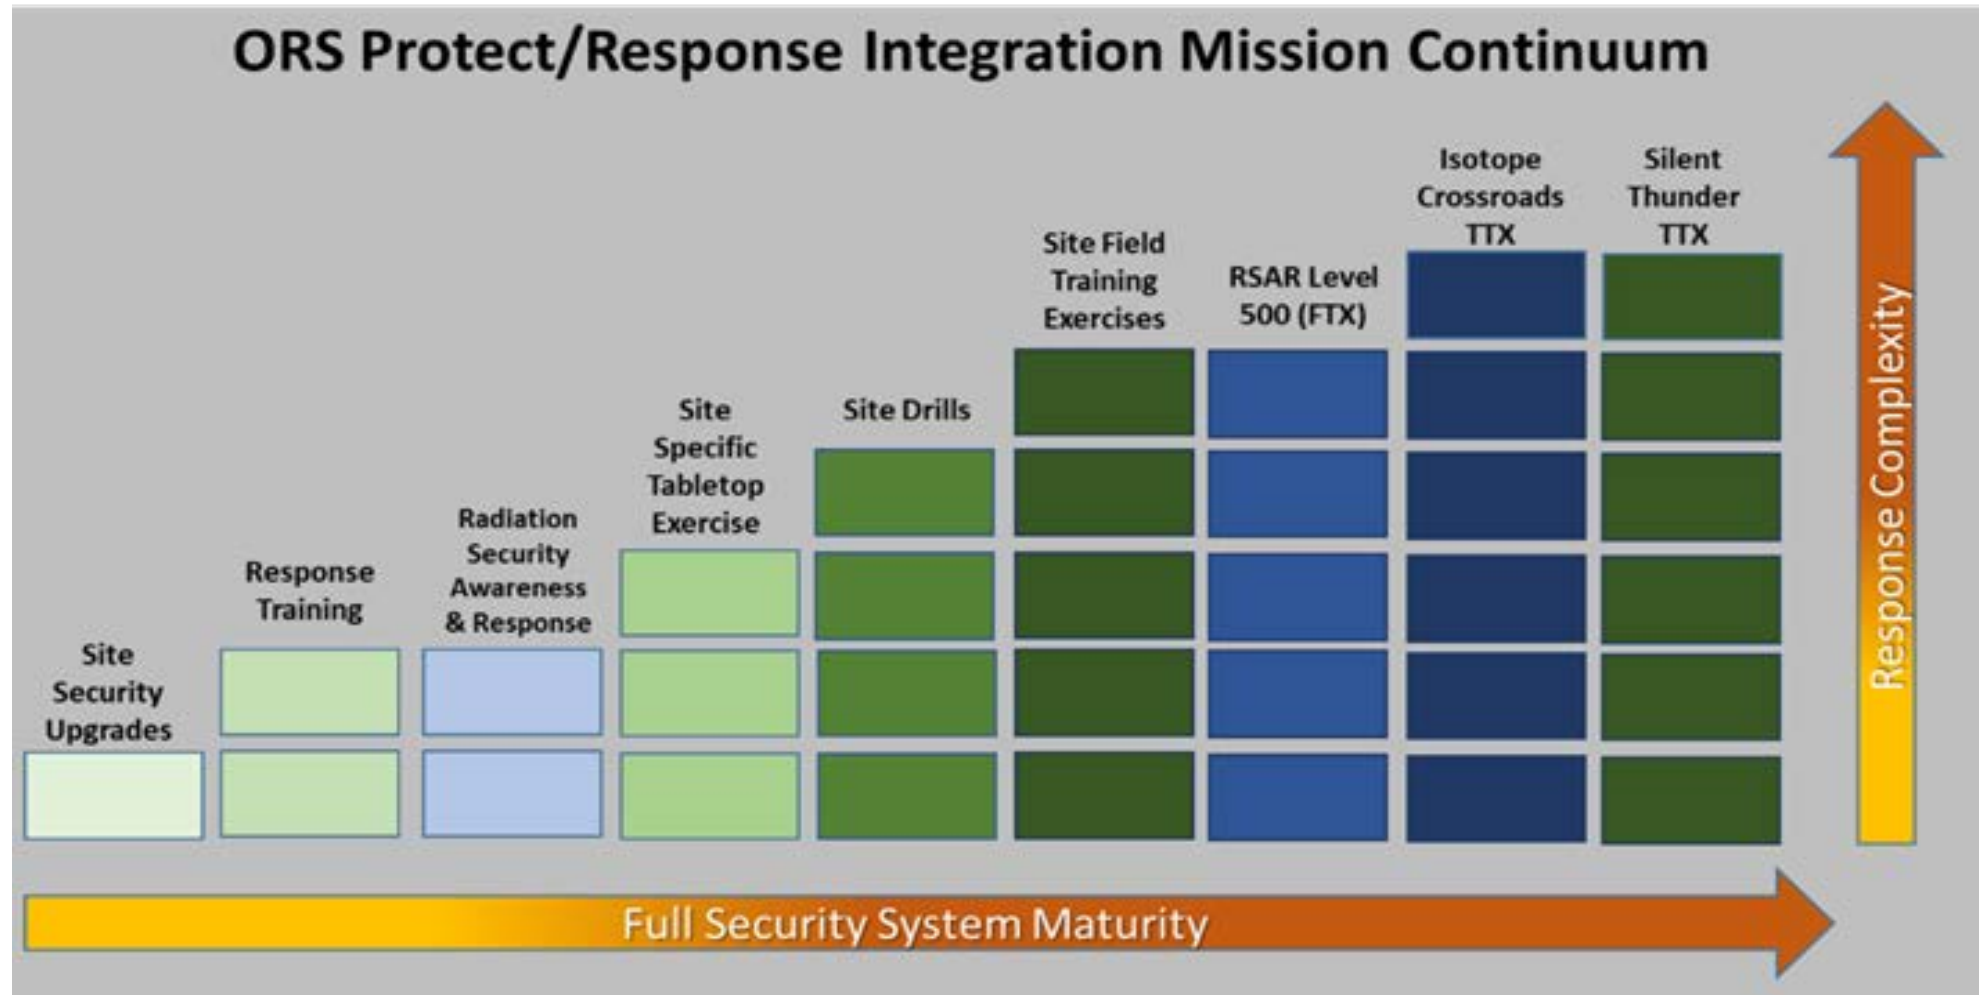 ORS Protect/Response Integration Mission Continuum
Site
Security
Upgrades
Response
Training
Radiation
Security
Awareness
& Response
Site
Specific
Tabletop
Exercise
Site Drills
Site Field
Training
Exercises
RSAR Level
500 (FTX)
Isotope
Crossroads
TTX
Silent
Thunder
TTX
Response Complexity
Full Security System Maturity